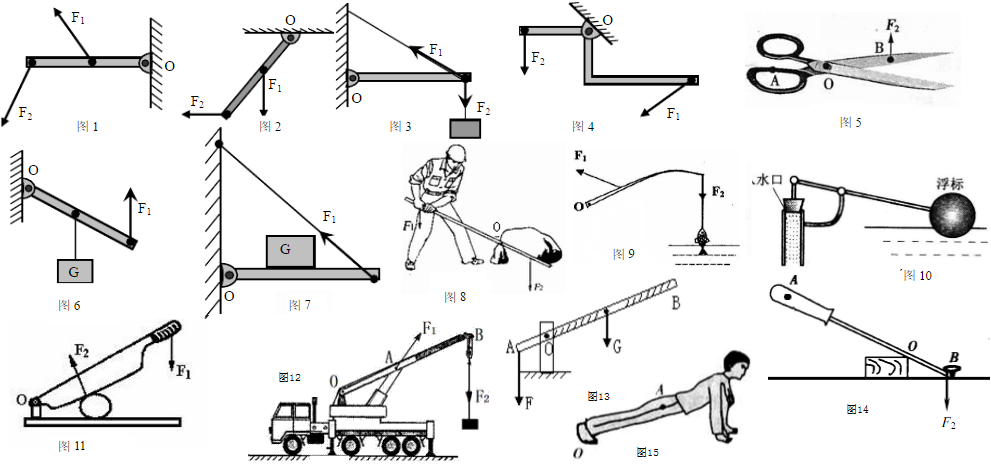 F₁ O F₂ 图1
O F₁ F₂ 图2
F₁ O F₂ 图3
O F₂ F₁ 图4
F₂ B A O 图5
O F₁ G 图6
F₁ G O 图7
F₁ O F₂ 图8
F₁ F₂ O 图9
水口 浮标 图10
F₂ F₁ O 图11
图12 F₁ B A O F₂
B A O G F 图13
A O 图15
A O B F₂ 图14